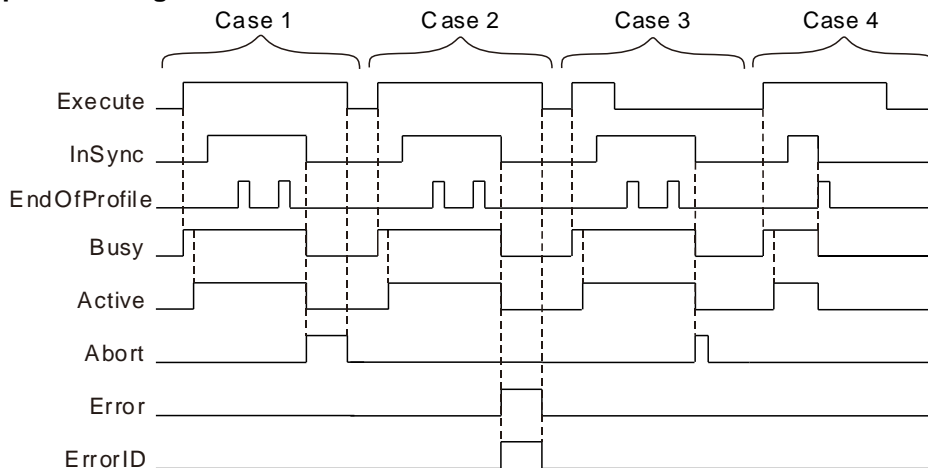 Case 1 Case 2 Case 3 Case 4
Execute
InSync
EndOfProfile
Busy
Active
Abort
Error
ErrorID